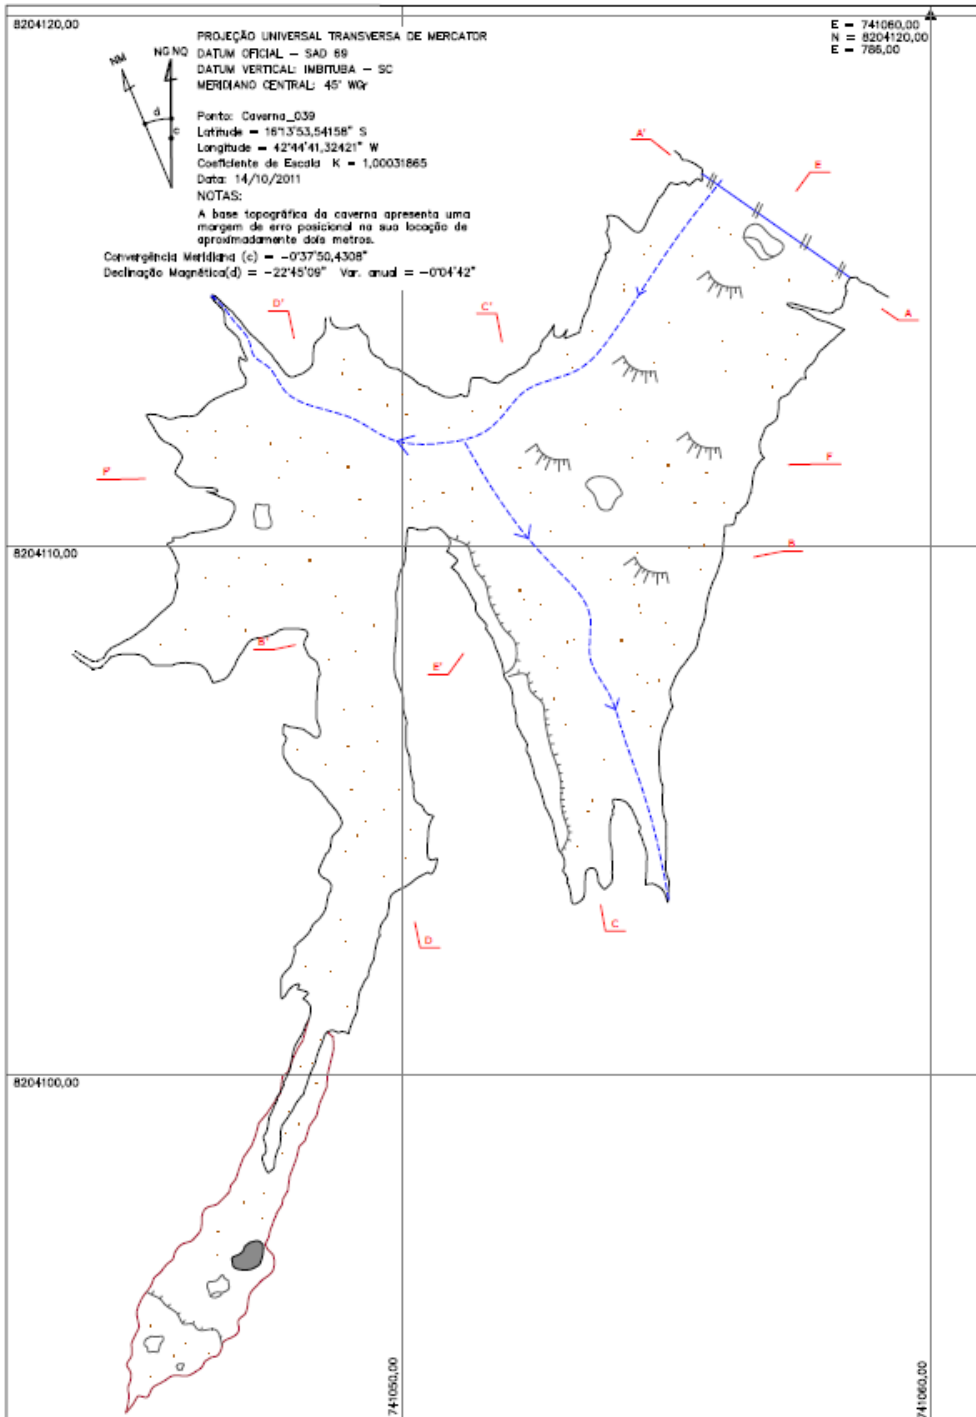 8204120,00
E = 741060,00
N = 8204120,00
E = 786,00
PROJEÇÃO UNIVERSAL TRANSVERSA DE MERCATOR
DATUM OFICIAL – SAD 69
DATUM VERTICAL: IMBITUBA – SC
MERIDIANO CENTRAL: 45° WGr
NM
NG NQ
d
c
Ponto: Caverna_039
Latitude = 16°13'53,54158" S
Longitude = 42°44'41,32421" W
Coeficiente de Escala K = 1,00031865
Data: 14/10/2011
NOTAS:
A base topográfica da caverna apresenta uma
margem de erro posicional na sua locação de
aproximadamente dois metros.
Convergência Meridiana (c) = -0°37'50,4308"
Declinação Magnética(d) = -22°45'09" Var. anual = -0°04'42"
A'
E
D'
C'
A
F'
F
8204110,00
B
B'
E'
D
C
8204100,00
741050,00
741060,00